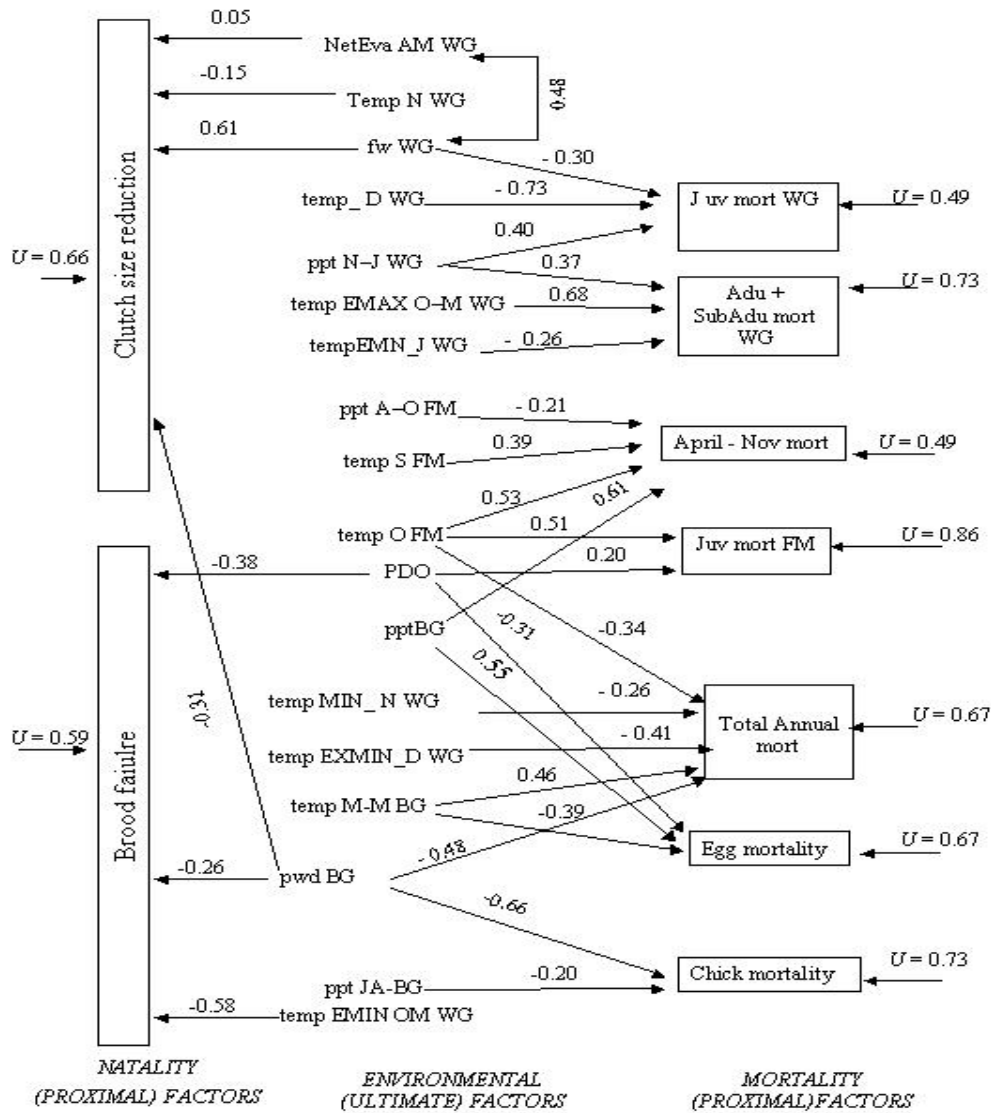 0.05
NetEva AM WG
-0.15
Temp N WG
0.48
0.61
fw WG
- 0.30
temp_ D WG
- 0.73
J uv mort WG
U = 0.49
0.40
U = 0.66
Clutch size reduction
ppt N–J WG
0.37
temp EMAX O–M WG
0.68
Adu +
SubAdu mort
WG
U = 0.73
tempEMN_J WG
- 0.26
ppt A–O FM
- 0.21
temp S FM
0.39
April - Nov mort
U = 0.49
0.53
0.61
temp O FM
0.51
Juv mort FM
U = 0.86
-0.38
PDO
0.20
pptBG
-0.31
-0.34
0.55
-0.31
temp MIN_ N WG
- 0.26
Total Annual
mort
U = 0.67
U = 0.59
Brood faiulre
temp EXMIN_D WG
- 0.41
temp M-M BG
0.46
-0.39
- 0.48
Egg mortality
U = 0.67
-0.26
pwd BG
-0.66
ppt JA-BG
-0.20
Chick mortality
U = 0.73
-0.58
temp EMIN OM WG
NATALITY
(PROXIMAL) FACTORS
ENVIRONMENTAL
(ULTIMATE) FACTORS
MORTALITY
(PROXIMAL)FACTORS